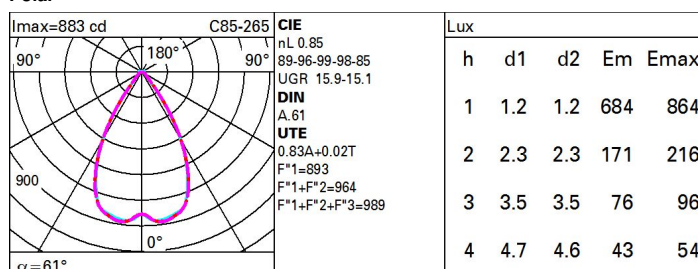 Imax=883 cd C85-265
90° 180° 90°
900
0°
α=61°
CIE
nL 0.85
89-96-99-98-85
UGR 15.9-15.1
DIN
A.61
UTE
0.83A+0.02T
F"1=893
F"1+F"2=964
F"1+F"2+F"3=989
Lux
h d1 d2 Em Emax
1 1.2 1.2 684 864
2 2.3 2.3 171 216
3 3.5 3.5 76 96
4 4.7 4.6 43 54